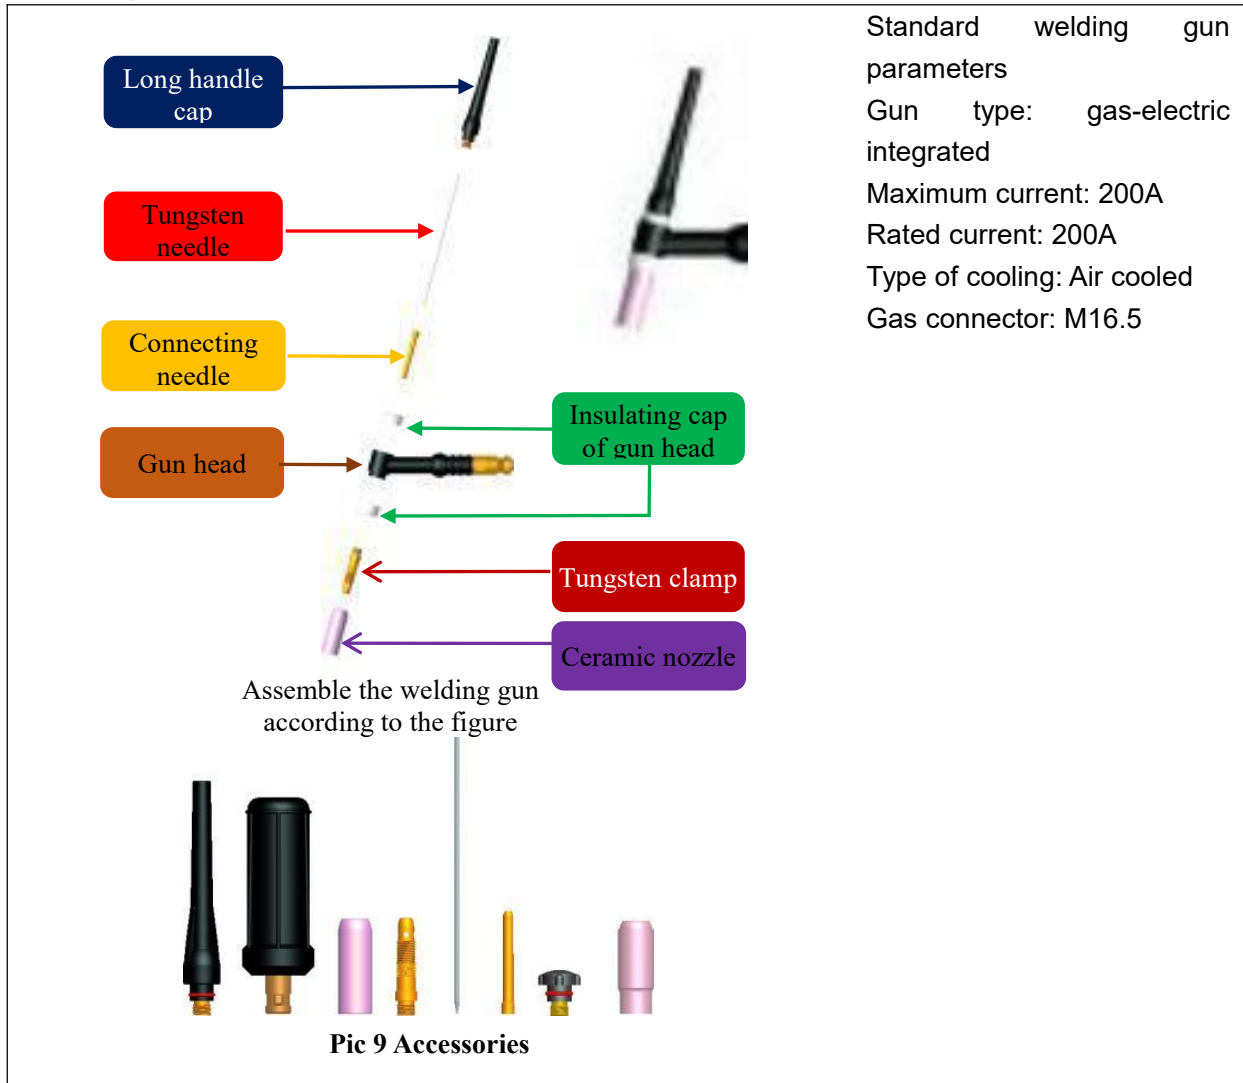 Long handle
cap
Tungsten
needle
Connecting
needle
Gun head
Insulating cap
of gun head
Tungsten clamp
Ceramic nozzle
Assemble the welding gun
according to the figure
Pic 9 Accessories
Standard welding gun
parameters
Gun type: gas-electric
integrated
Maximum current: 200A
Rated current: 200A
Type of cooling: Air cooled
Gas connector: M16.5